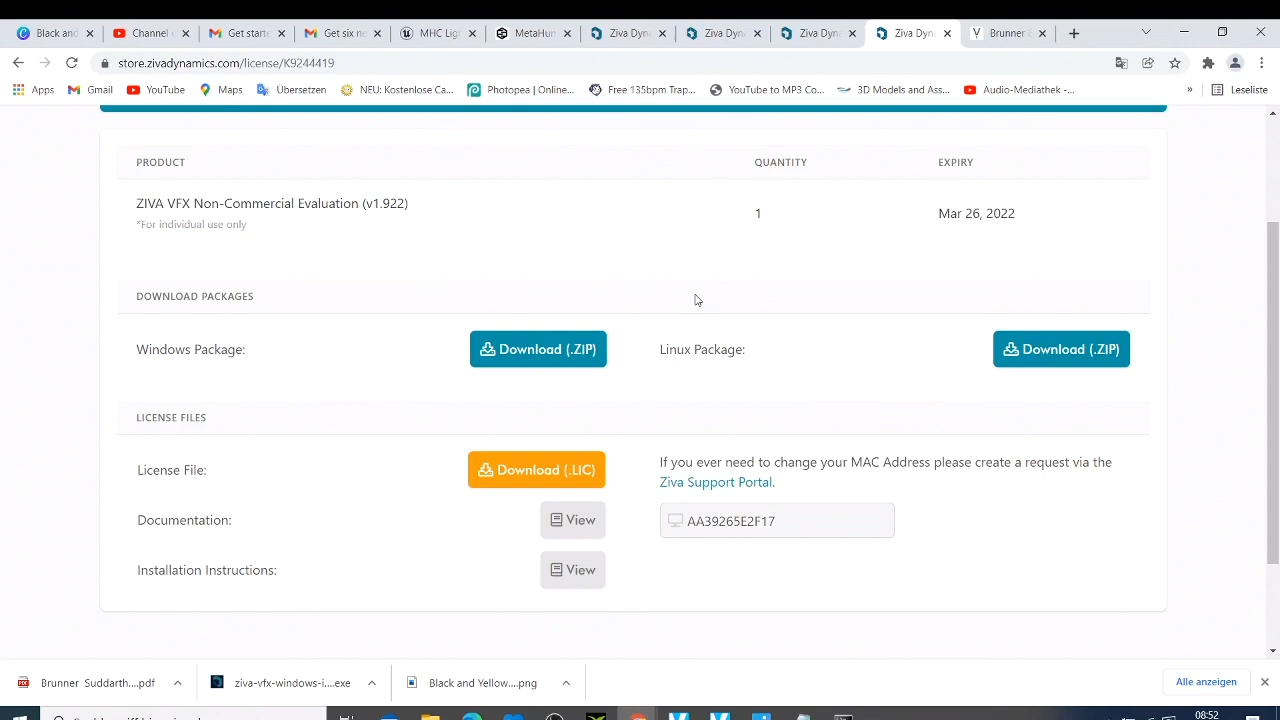 Black and
Channel c
Get starte
Get six ne
MHC Lig
MetaHun
Ziva Dyn
Ziva Dyn
Ziva Dyn
Ziva Dyn
Brunner &
store.zivadynamics.com/license/K9244419
Apps
Gmail
YouTube
Maps
Übersetzen
NEU: Kostenlose Ca...
Photopea | Online...
Free 135bpm Trap...
YouTube to MP3 Co...
3D Models and Ass...
Audio-Mediathek -...
»
Leseliste
PRODUCT QUANTITY EXPIRY
ZIVA VFX Non-Commercial Evaluation (v1.922)
*For individual use only
1
Mar 26, 2022
DOWNLOAD PACKAGES
Windows Package: Download (.ZIP) Linux Package: Download (.ZIP)
LICENSE FILES
License File: Download (.LIC)
If you ever need to change your MAC Address please create a request via the
Ziva Support Portal.
Documentation: View
AA39265E2F17
Installation Instructions: View
Brunner Suddarth....pdf
ziva-vfx-windows-i....exe
Black and Yellow....png
Alle anzeigen
08:52